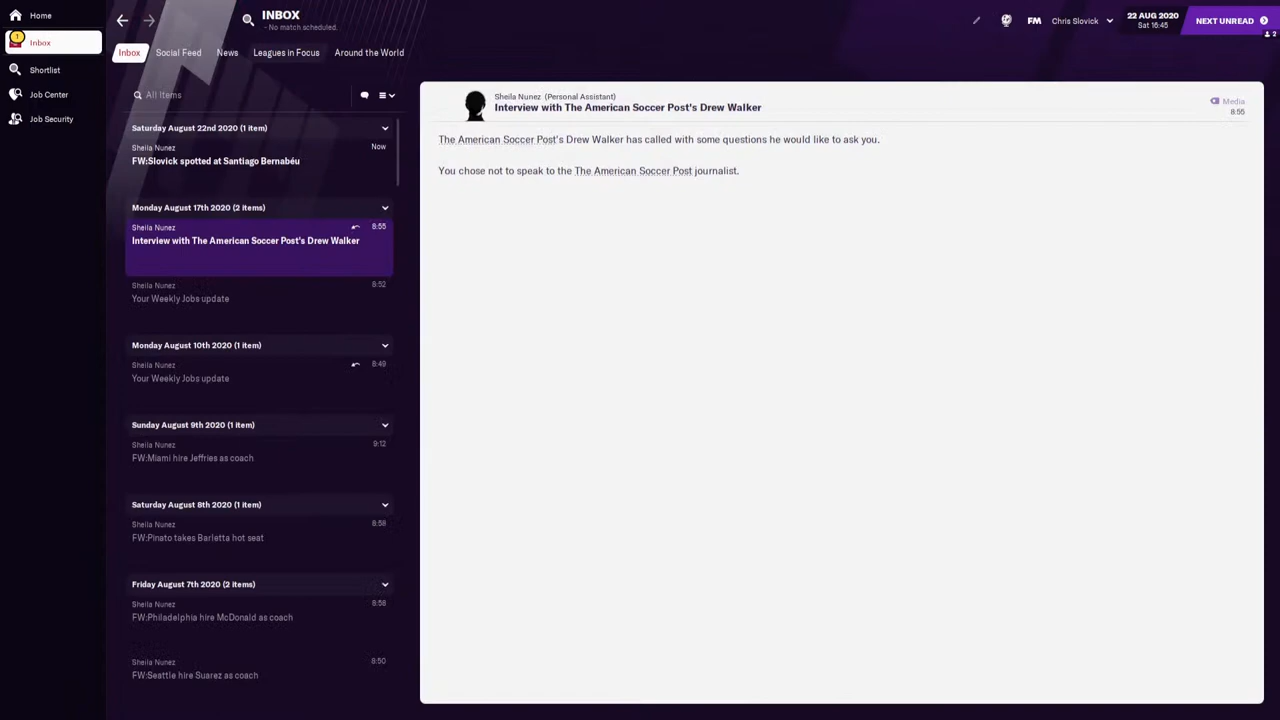 Home
1
Inbox
Shortlist
Job Center
Job Security
INBOX
- No match scheduled.
FM
Chris Slovick
22 AUG 2020
Sat 16:45
NEXT UNREAD
2
Inbox
Social Feed
News
Leagues in Focus
Around the World
All Items
Saturday August 22nd 2020 (1 item)
Sheila Nunez
Now
FW:Slovick spotted at Santiago Bernabéu
Monday August 17th 2020 (2 items)
Sheila Nunez
8:55
Interview with The American Soccer Post's Drew Walker
Sheila Nunez
8:52
Your Weekly Jobs update
Monday August 10th 2020 (1 item)
Sheila Nunez
8:49
Your Weekly Jobs update
Sunday August 9th 2020 (1 item)
Sheila Nunez
9:12
FW:Miami hire Jeffries as coach
Saturday August 8th 2020 (1 item)
Sheila Nunez
8:58
FW:Pinato takes Barletta hot seat
Friday August 7th 2020 (2 items)
Sheila Nunez
8:58
FW:Philadelphia hire McDonald as coach
Sheila Nunez
8:50
FW:Seattle hire Suarez as coach
Sheila Nunez (Personal Assistant)
Interview with The American Soccer Post's Drew Walker
Media
8:55
The American Soccer Post's Drew Walker has called with some questions he would like to ask you.
You chose not to speak to the The American Soccer Post journalist.